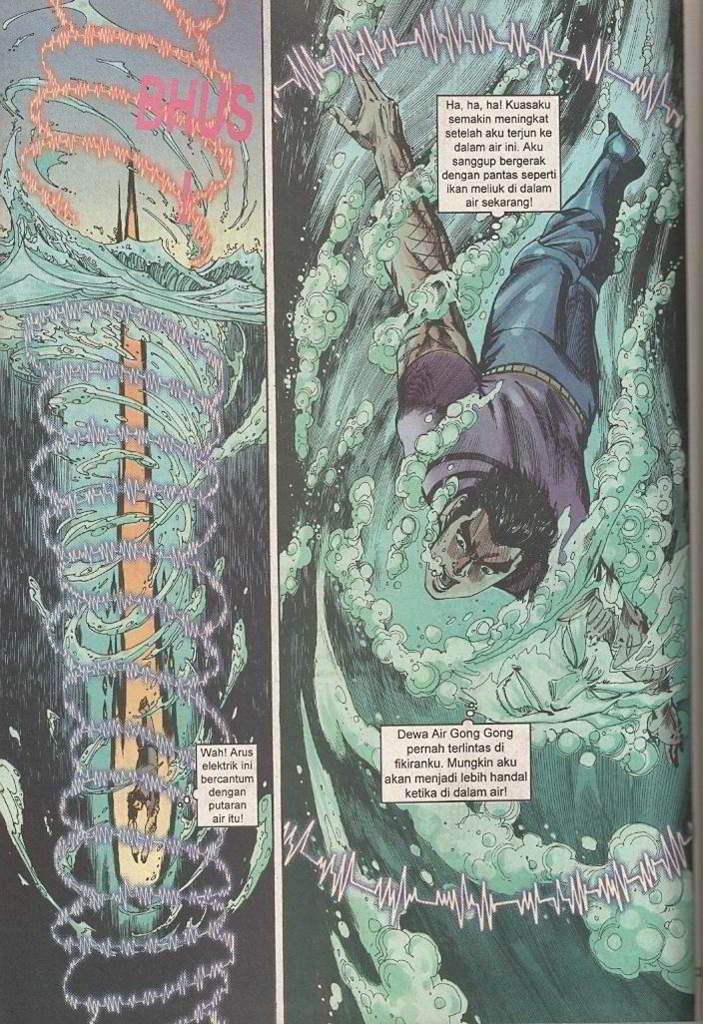 BHUS
Wah! Arus
elektrik ini
bercantum
dengan
putaran
air itu!
Ha, ha, ha! Kuasaku
semakin meningkat
setelah aku terjun ke
dalam air ini. Aku
sanggup bergerak
dengan pantas seperti
ikan meliuk di dalam
air sekarang!
Dewa Air Gong Gong
pernah terlintas di
fikiranku. Mungkin aku
akan menjadi lebih handal
ketika di dalam air!